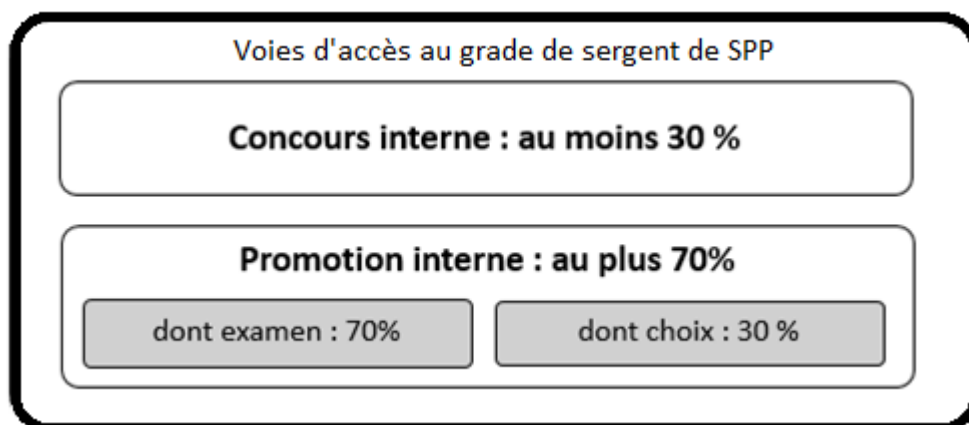 Voies d'accès au grade de sergent de SPP
Concours interne : au moins 30 %
Promotion interne : au plus 70%
dont examen : 70%
dont choix : 30 %